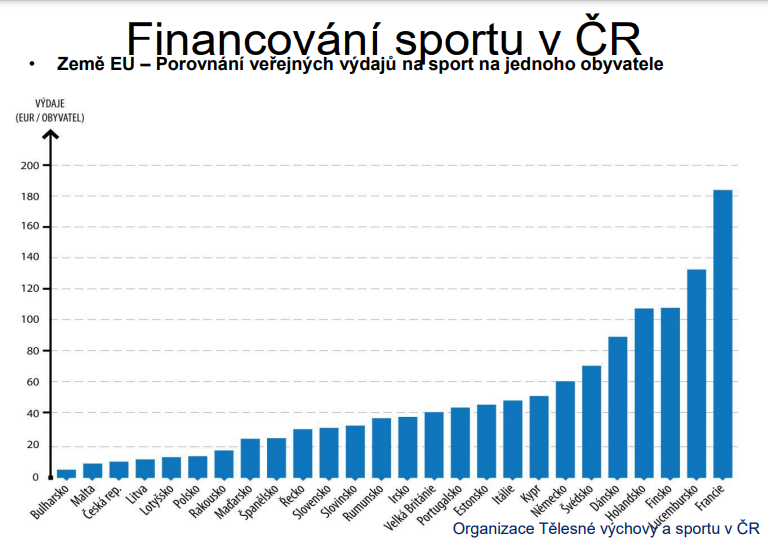 Financování sportu v ČR
• Země EU – Porovnání veřejných výdajů na sport na jednoho obyvatele
VÝDAJE
(EUR / OBYVATEL)
200
180
160
140
120
100
80
60
40
20
0
Bulharsko
Malta
Česká rep.
Litva
Lotyšsko
Polsko
Rakousko
Maďarsko
Španělsko
Řecko
Slovensko
Slovinsko
Rumunsko
Irsko
Velká Británie
Portugalsko
Estonsko
Itálie
Kypr
Německo
Švédsko
Dánsko
Holandsko
Finsko
Lucembursko
Francie
Organizace Tělesné výchovy a sportu v ČR